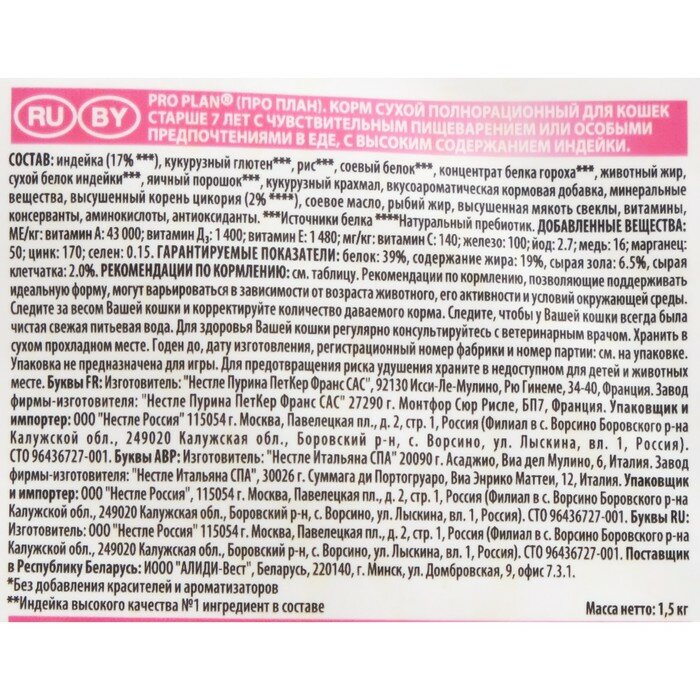 RU BY
PRO PLAN® (ПРО ПЛАН). КОРМ СУХОЙ ПОЛНОРАЦИОННЫЙ ДЛЯ КОШЕК
СТАРШЕ 7 ЛЕТ С ЧУВСТВИТЕЛЬНЫМ ПИЩЕВАРЕНИЕМ ИЛИ ОСОБЫМИ
ПРЕДПОЧТЕНИЯМИ В ЕДЕ, С ВЫСОКИМ СОДЕРЖАНИЕМ ИНДЕЙКИ.
СОСТАВ: индейка (17% ***), кукурузный глютен***, рис***, соевый белок***, концентрат белка гороха***, животный жир,
сухой белок индейки***, яичный порошок***, кукурузный крахмал, вкусоароматическая кормовая добавка, минеральные
вещества, высушенный корень цикория (2% ****), соевое масло, рыбий жир, высушенная мякоть свеклы, витамины,
консерванты, аминокислоты, антиоксиданты. ***Источники белка ****Натуральный пребиотик. ДОБАВЛЕННЫЕ ВЕЩЕСТВА:
МЕ/кг: витамин А: 43 000; витамин Д3: 1 400; витамин Е: 1 480; мг/кг: витамин С: 140; железо: 100; йод: 2.7; медь: 16; марганец:
50; цинк: 170; селен: 0.15. ГАРАНТИРУЕМЫЕ ПОКАЗАТЕЛИ: белок: 39%, содержание жира: 19%, сырая зола: 6.5%, сырая
клетчатка: 2.0%. РЕКОМЕНДАЦИИ ПО КОРМЛЕНИЮ: см. таблицу. Рекомендации по кормлению, позволяющие поддерживать
идеальную форму, могут варьироваться в зависимости от возраста животного, его активности и условий окружающей среды.
Следите за весом Вашей кошки и корректируйте количество даваемого корма. Следите, чтобы у Вашей кошки всегда была
чистая свежая питьевая вода. Для здоровья Вашей кошки регулярно консультируйтесь с ветеринарным врачом. Хранить в
сухом прохладном месте. Годен до, дату изготовления, регистрационный номер фабрики и номер партии: см. на упаковке.
Упаковка не предназначена для игры. Для предотвращения риска удушения храните в недоступном для детей и животных
месте. Буквы FR: Изготовитель: "Нестле Пурина ПетКер Франс САС", 92130 Исси-Ле-Мулино, Рю Гинеме, 34-40, Франция. Завод
фирмы-изготовителя: "Нестле Пурина ПетКер Франс САС" 27290 г. Монтфор Сюр Рисле, БП7, Франция. Упаковщик и
импортер: ООО "Нестле Россия" 115054 г. Москва, Павелецкая пл., д. 2, стр. 1, Россия (Филиал в с. Ворсино Боровского р-на
Калужской обл., 249020 Калужская обл., Боровский р-н, с. Ворсино, ул. Лыскина, вл. 1, Россия).
СТО 96436727-001. Буквы АВР: Изготовитель: "Нестле Итальяна СПА" 20090 г. Асаджио, Виа дел Мулино, 6, Италия. Завод
фирмы-изготовителя: "Нестле Итальяна СПА", 30026 г. Суммага ди Портогруаро, Виа Энрико Маттеи, 12, Италия. Упаковщик
и импортер: ООО "Нестле Россия" 115054 г. Москва, Павелецкая пл., д. 2, стр. 1, Россия (Филиал в с. Ворсино Боровского р-на
Калужской обл., 249020 Калужская обл., Боровский р-н, с. Ворсино, ул. Лыскина, вл. 1, Россия). СТО 96436727-001. Буквы RU:
Изготовитель: ООО "Нестле Россия" 115054 г. Москва, Павелецкая пл., д. 2, стр. 1, Россия (Филиал в с. Ворсино Боровского р-на
Калужской обл., 249020 Калужская обл., Боровский р-н, с. Ворсино, ул. Лыскина, вл. 1, Россия). СТО 96436727-001. Поставщик
в Республику Беларусь: ИООО "АЛИДИ-Вест", Беларусь, 220140, г. Минск, ул. Домбровская, 9, офис 7.3.1.
*Без добавления красителей и ароматизаторов
**Индейка высокого качества №1 ингредиент в составе
Масса нетто: 1,5 кг